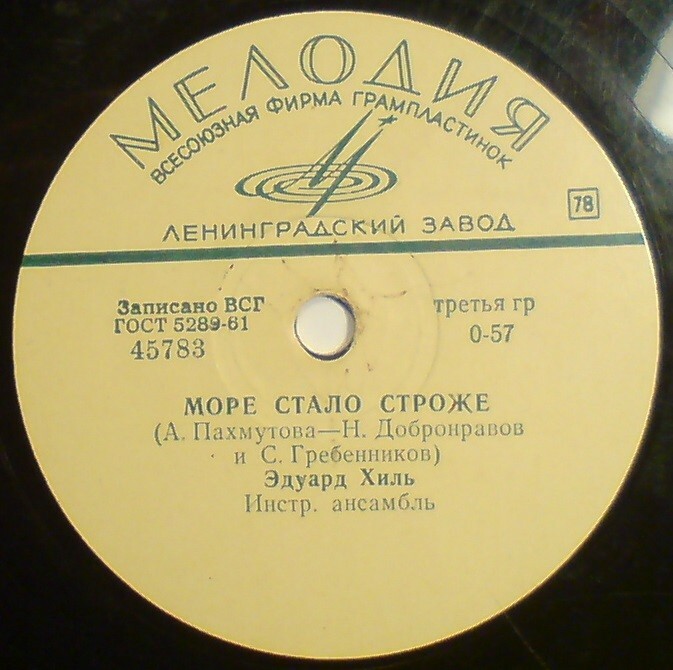 МЕЛОДИЯ
ВСЕСОЮЗНАЯ ФИРМА ГРАМПЛАСТИНОК
78
ЛЕНИНГРАДСКИЙ ЗАВОД
Записано ВСГ
ГОСТ 5289-61
45783
третья гр
0-57
МОРЕ СТАЛО СТРОЖЕ
(А. Пахмутова—Н. Добронравов
и С. Гребенников)
Эдуард Хиль
Инстр. ансамбль